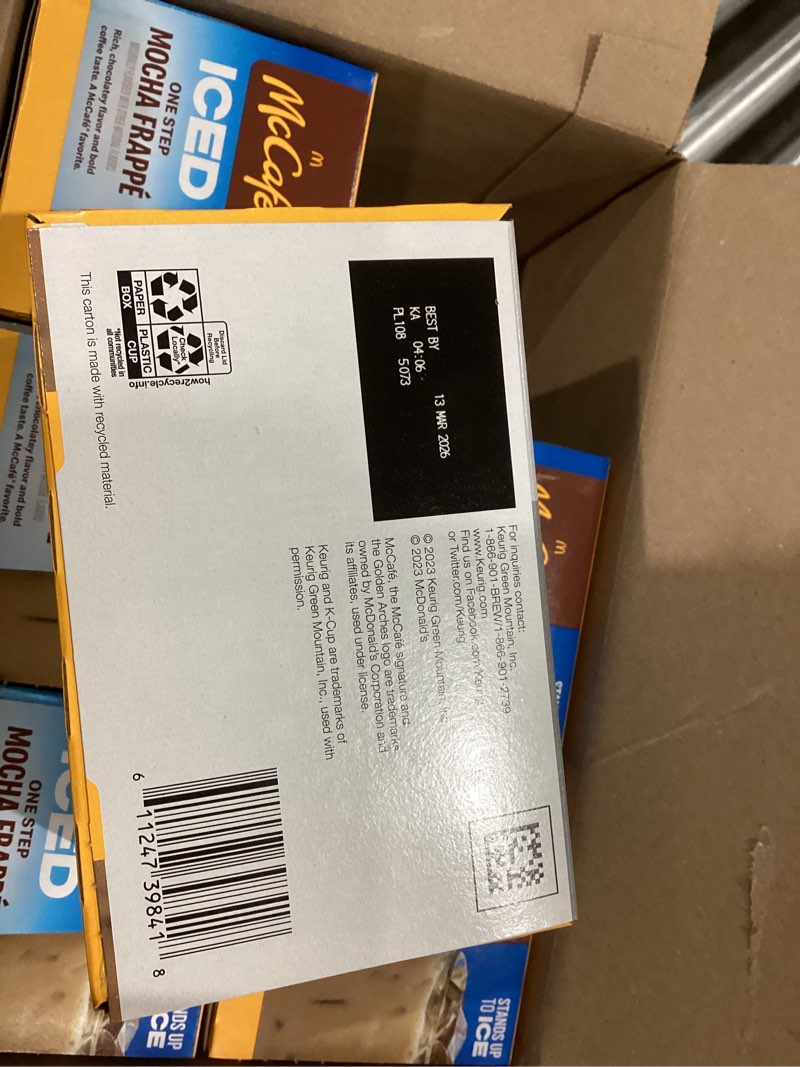 McCafé
ICED
ONE STEP
MOCHA FRAPPÉ
Rich, chocolatey flavor and bold
coffee taste. A McCafé® favorite.
BEST BY 13 MAR 2026
KA 04:06
PL108 5073
Discard Lid
Before
Recycling
Check
Locally*
PAPER
BOX
PLASTIC
CUP
*Not recycled in
all communities
how2recycle.info
This carton is made with recycled material.
For inquiries contact:
Keurig Green Mountain, Inc.
1-866-901-BREW/1-866-901-2739
www.Keurig.com
Find us on Facebook.com/Keurig
or Twitter.com/Keurig
© 2023 Keurig Green Mountain, Inc.
© 2023 McDonald's
McCafé, the McCafé signature and
the Golden Arches logo are trademarks
owned by McDonald's Corporation and
its affiliates, used under license.
Keurig and K-Cup are trademarks of
Keurig Green Mountain, Inc., used with
permission.
6 11247 39841 8
chocolatey flavor and bold
coffee taste. A McCafé® favorite.
ICED
ONE STEP
MOCHA FRAPPÉ
STANDS UP
TO ICE